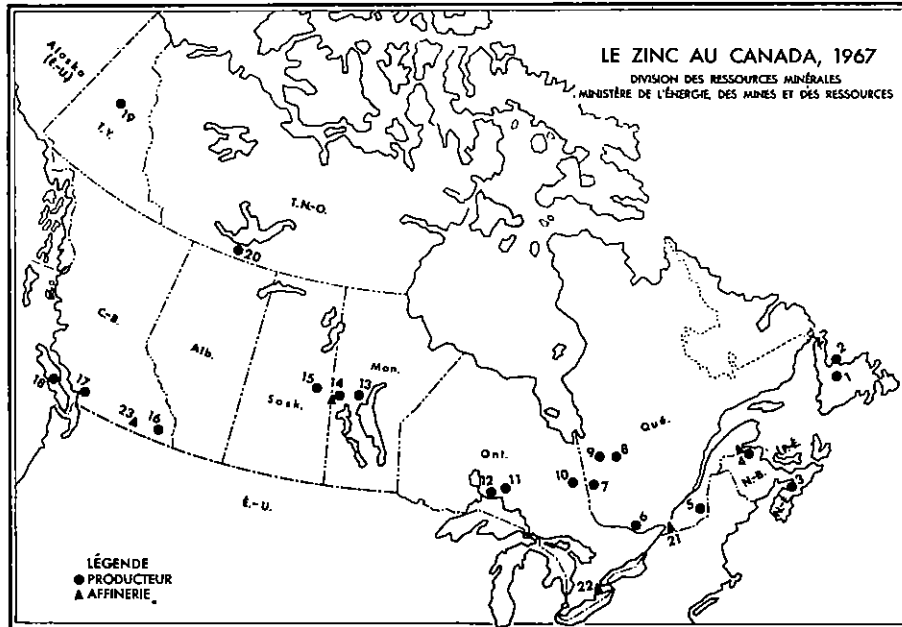 LE ZINC AU CANADA, 1967
DIVISION DES RESSOURCES MINÉRALES
MINISTÈRE DE L'ÉNERGIE, DES MINES ET DES RESSOURCES
Alaska
(É.-U.)
19
T.Y.
T.N.-O.
20
C.-B.
Alb.
Sask.
Mon.
15
14
13
18
17
23
16
É.-U.
Ont.
12
11
10
9
8
7
Qué.
6
5
21
22
2
1
4
Î.P.-É.
N.-B.
3
N.-É.
LÉGENDE
● PRODUCTEUR
▲ AFFINERIE